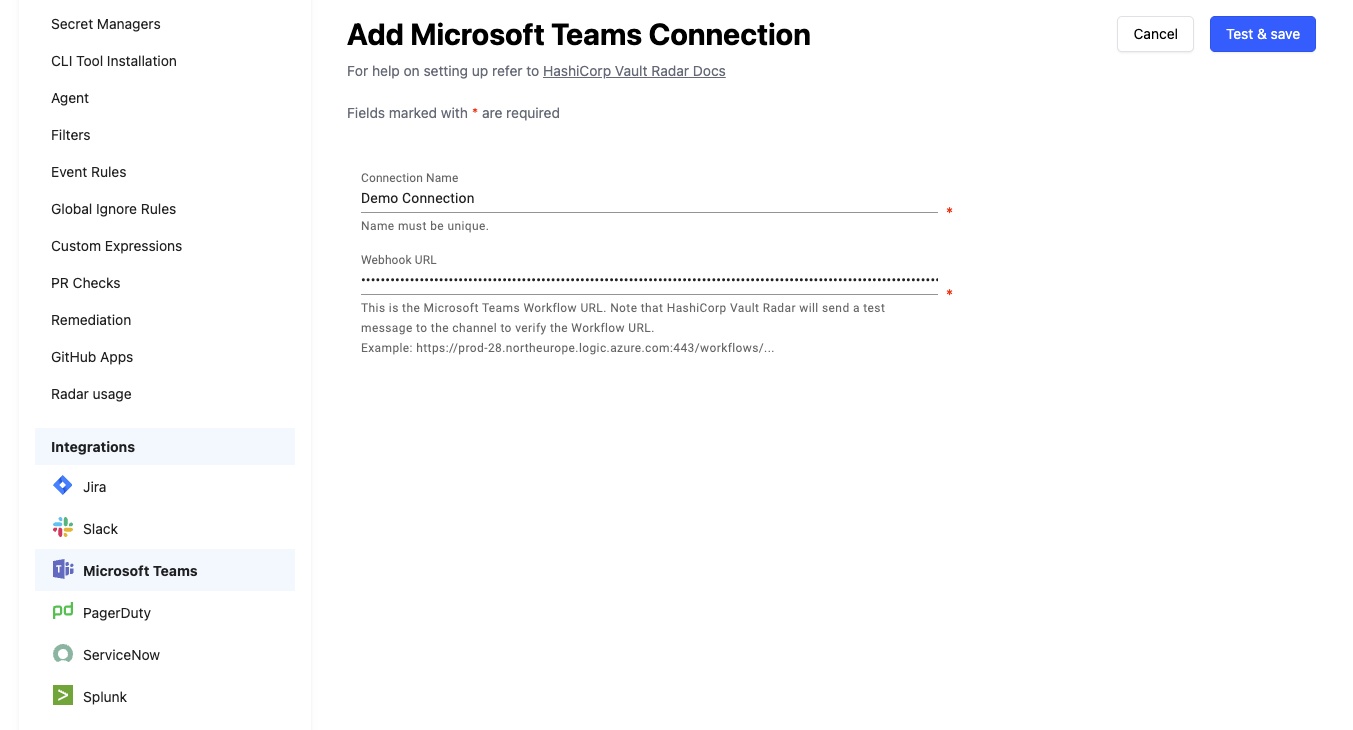 Secret Managers
CLI Tool Installation
Agent
Filters
Event Rules
Global Ignore Rules
Custom Expressions
PR Checks
Remediation
GitHub Apps
Radar usage
Integrations
Jira
Slack
Microsoft Teams
PagerDuty
ServiceNow
Splunk
Add Microsoft Teams Connection
Cancel
Test & save
For help on setting up refer to HashiCorp Vault Radar Docs
Fields marked with * are required
Connection Name
Demo Connection
*
Name must be unique.
Webhook URL
*
This is the Microsoft Teams Workflow URL. Note that HashiCorp Vault Radar will send a test
message to the channel to verify the Workflow URL.
Example: https://prod-28.northeurope.logic.azure.com:443/workflows/...